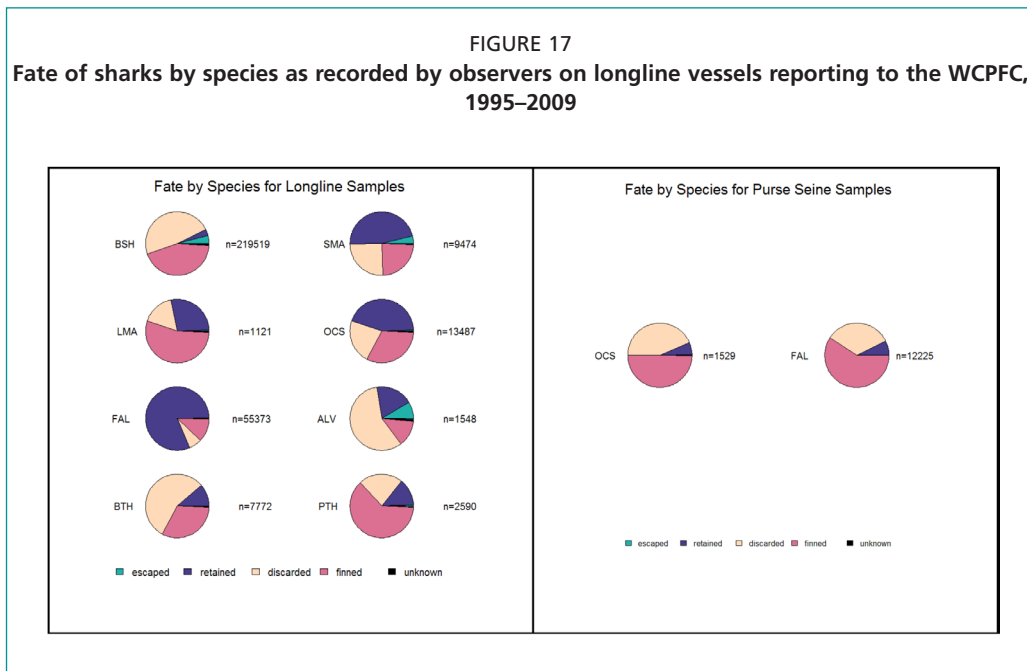 FIGURE 17
Fate of sharks by species as recorded by observers on longline vessels reporting to the WCPFC,
1995–2009
Fate by Species for Longline Samples
BSH n=219519 SMA n=9474
LMA n=1121 OCS n=13487
FAL n=55373 ALV n=1548
BTH n=7772 PTH n=2590
escaped retained discarded finned unknown
Fate by Species for Purse Seine Samples
OCS n=1529 FAL n=12225
escaped retained discarded finned unknown